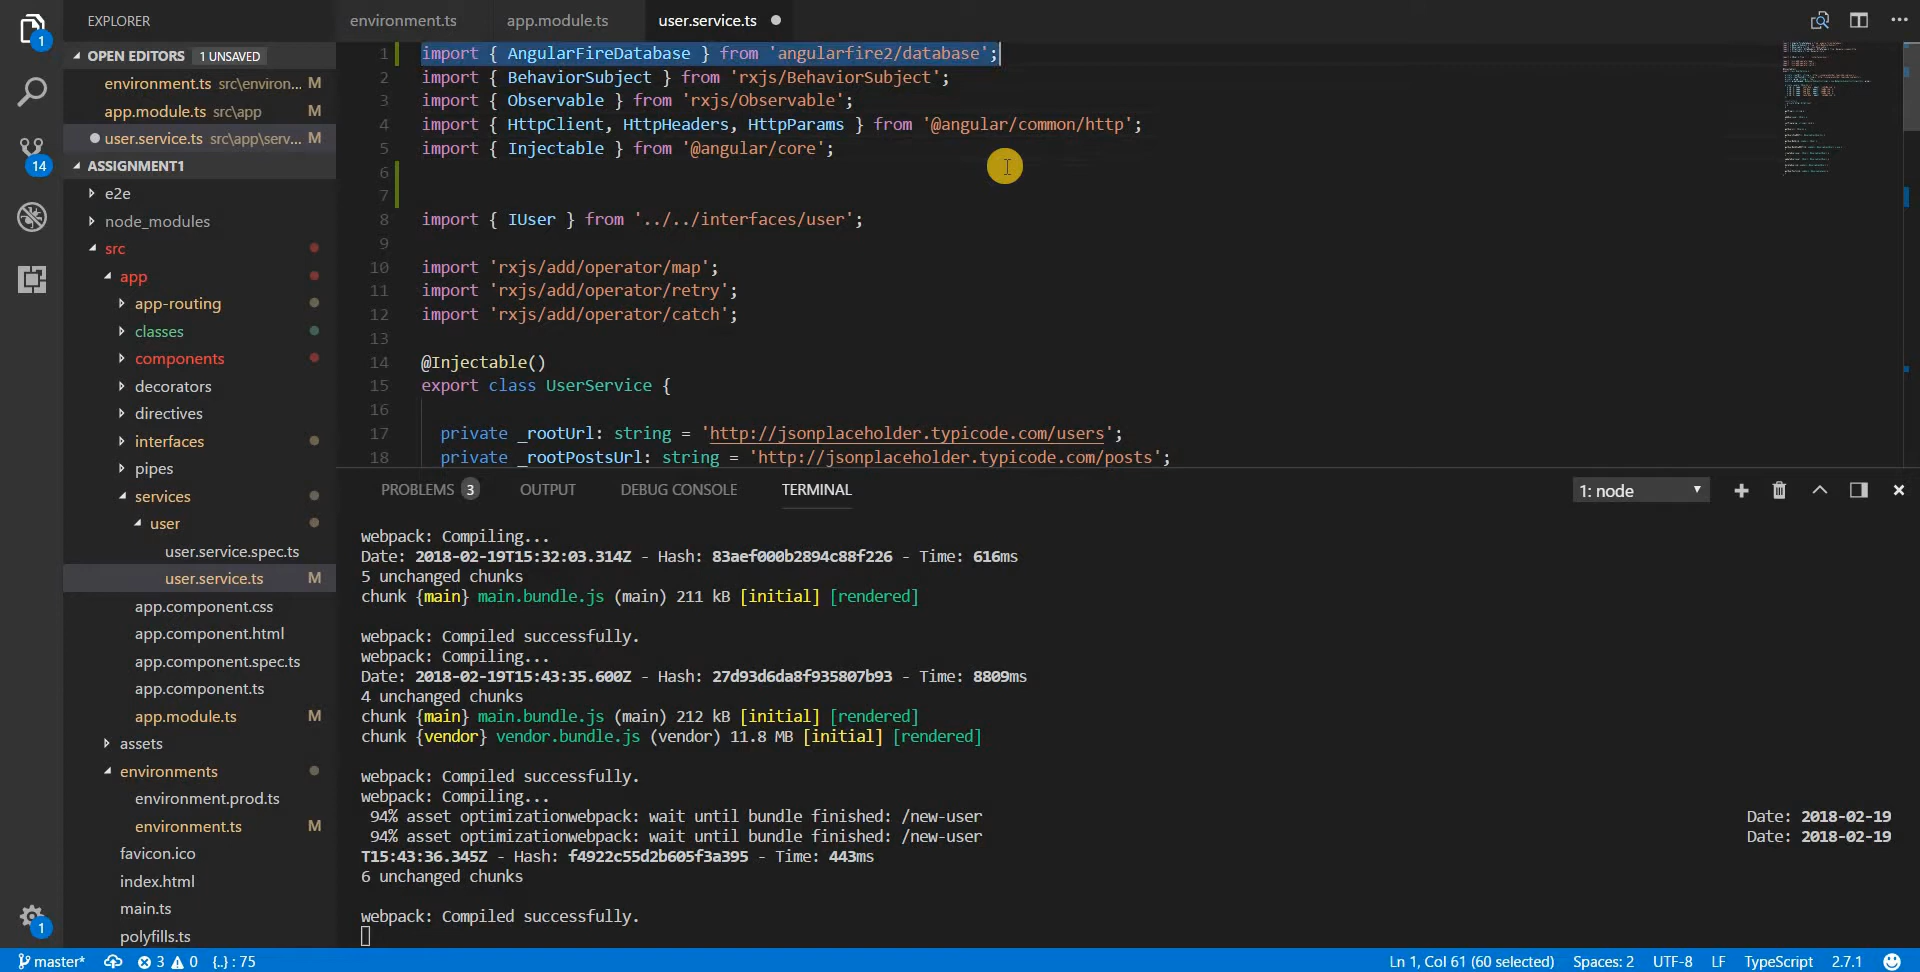 EXPLORER
environment.ts
app.module.ts
user.service.ts
OPEN EDITORS 1 UNSAVED
environment.ts src\environ... M
app.module.ts src\app M
user.service.ts src\app\serv... M
ASSIGNMENT1
e2e
node_modules
src
app
app-routing
classes
components
decorators
directives
interfaces
pipes
services
user
user.service.spec.ts
user.service.ts M
app.component.css
app.component.html
app.component.spec.ts
app.component.ts
app.module.ts M
assets
environments
environment.prod.ts
environment.ts M
favicon.ico
index.html
main.ts
polyfills.ts
1
14
1
1 import { AngularFireDatabase } from 'angularfire2/database';
2 import { BehaviorSubject } from 'rxjs/BehaviorSubject';
3 import { Observable } from 'rxjs/Observable';
4 import { HttpClient, HttpHeaders, HttpParams } from '@angular/common/http';
5 import { Injectable } from '@angular/core';
6
7
8 import { IUser } from '../../interfaces/user';
9
10 import 'rxjs/add/operator/map';
11 import 'rxjs/add/operator/retry';
12 import 'rxjs/add/operator/catch';
13
14 @Injectable()
15 export class UserService {
16
17 private _rootUrl: string = 'http://jsonplaceholder.typicode.com/users';
18 private _rootPostsUrl: string = 'http://jsonplaceholder.typicode.com/posts';
PROBLEMS 3 OUTPUT DEBUG CONSOLE TERMINAL 1: node
webpack: Compiling...
Date: 2018-02-19T15:32:03.314Z - Hash: 83aef000b2894c88f226 - Time: 616ms
5 unchanged chunks
chunk {main} main.bundle.js (main) 211 kB [initial] [rendered]
webpack: Compiled successfully.
webpack: Compiling...
Date: 2018-02-19T15:43:35.600Z - Hash: 27d93d6da8f935807b93 - Time: 8809ms
4 unchanged chunks
chunk {main} main.bundle.js (main) 212 kB [initial] [rendered]
chunk {vendor} vendor.bundle.js (vendor) 11.8 MB [initial] [rendered]
webpack: Compiled successfully.
webpack: Compiling...
94% asset optimizationwebpack: wait until bundle finished: /new-user Date: 2018-02-19
94% asset optimizationwebpack: wait until bundle finished: /new-user Date: 2018-02-19
T15:43:36.345Z - Hash: f4922c55d2b605f3a395 - Time: 443ms
6 unchanged chunks
webpack: Compiled successfully.
master* 3 0 {..} : 75 Ln 1, Col 61 (60 selected) Spaces: 2 UTF-8 LF TypeScript 2.7.1